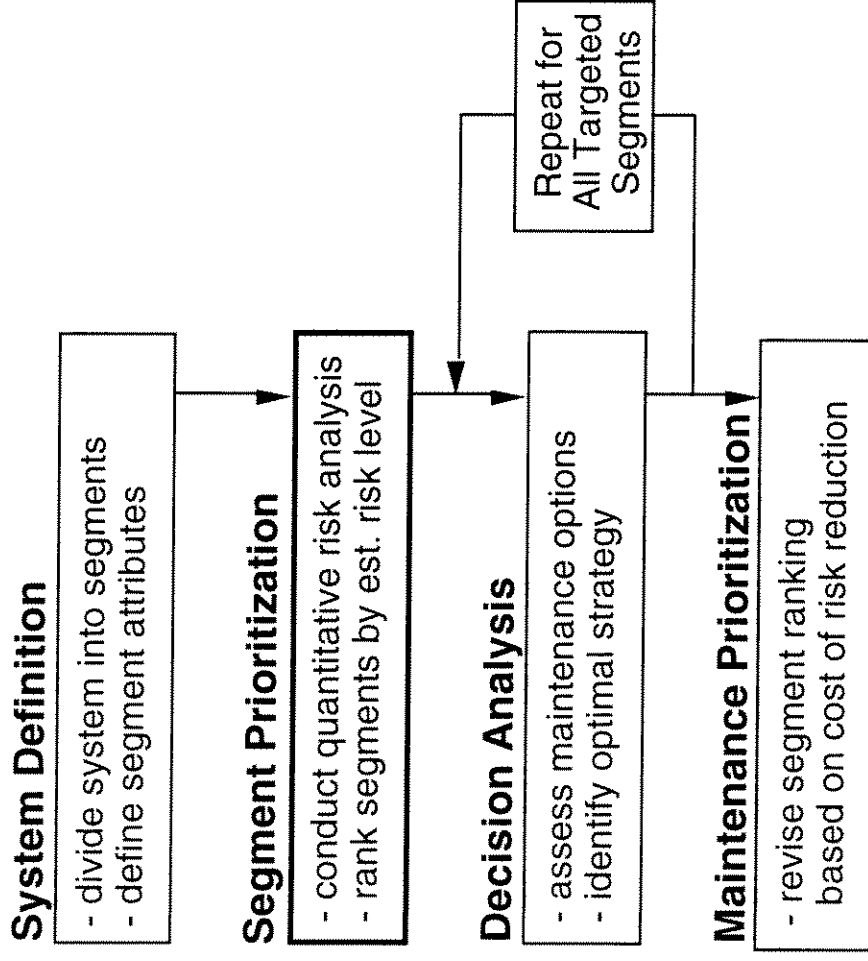 System Definition
- divide system into segments
- define segment attributes
Segment Prioritization
- conduct quantitative risk analysis
- rank segments by est. risk level
Decision Analysis
- assess maintenance options
- identify optimal strategy
Repeat for
All Targeted
Segments
Maintenance Prioritization
- revise segment ranking
based on cost of risk reduction